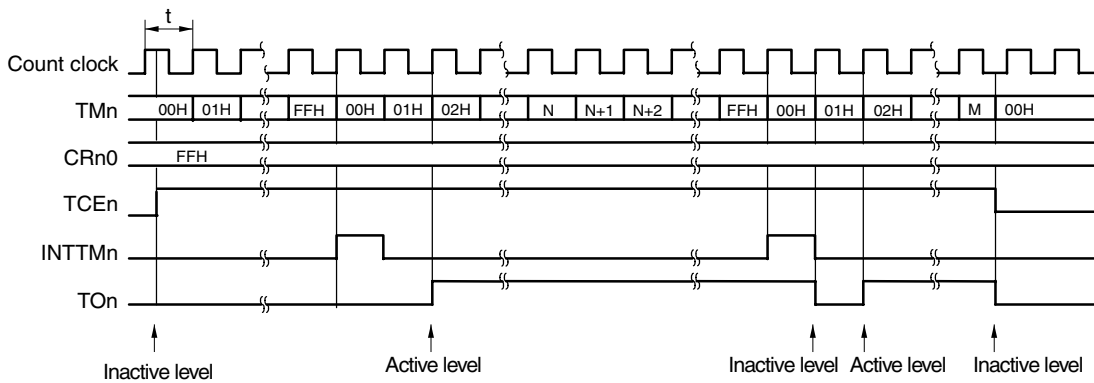 t
Count clock
TMn 00H 01H FFH 00H 01H 02H N N+1 N+2 FFH 00H 01H 02H M 00H
CRn0 FFH
TCEn
INTTMn
TOn
Inactive level Active level Inactive level Active level Inactive level